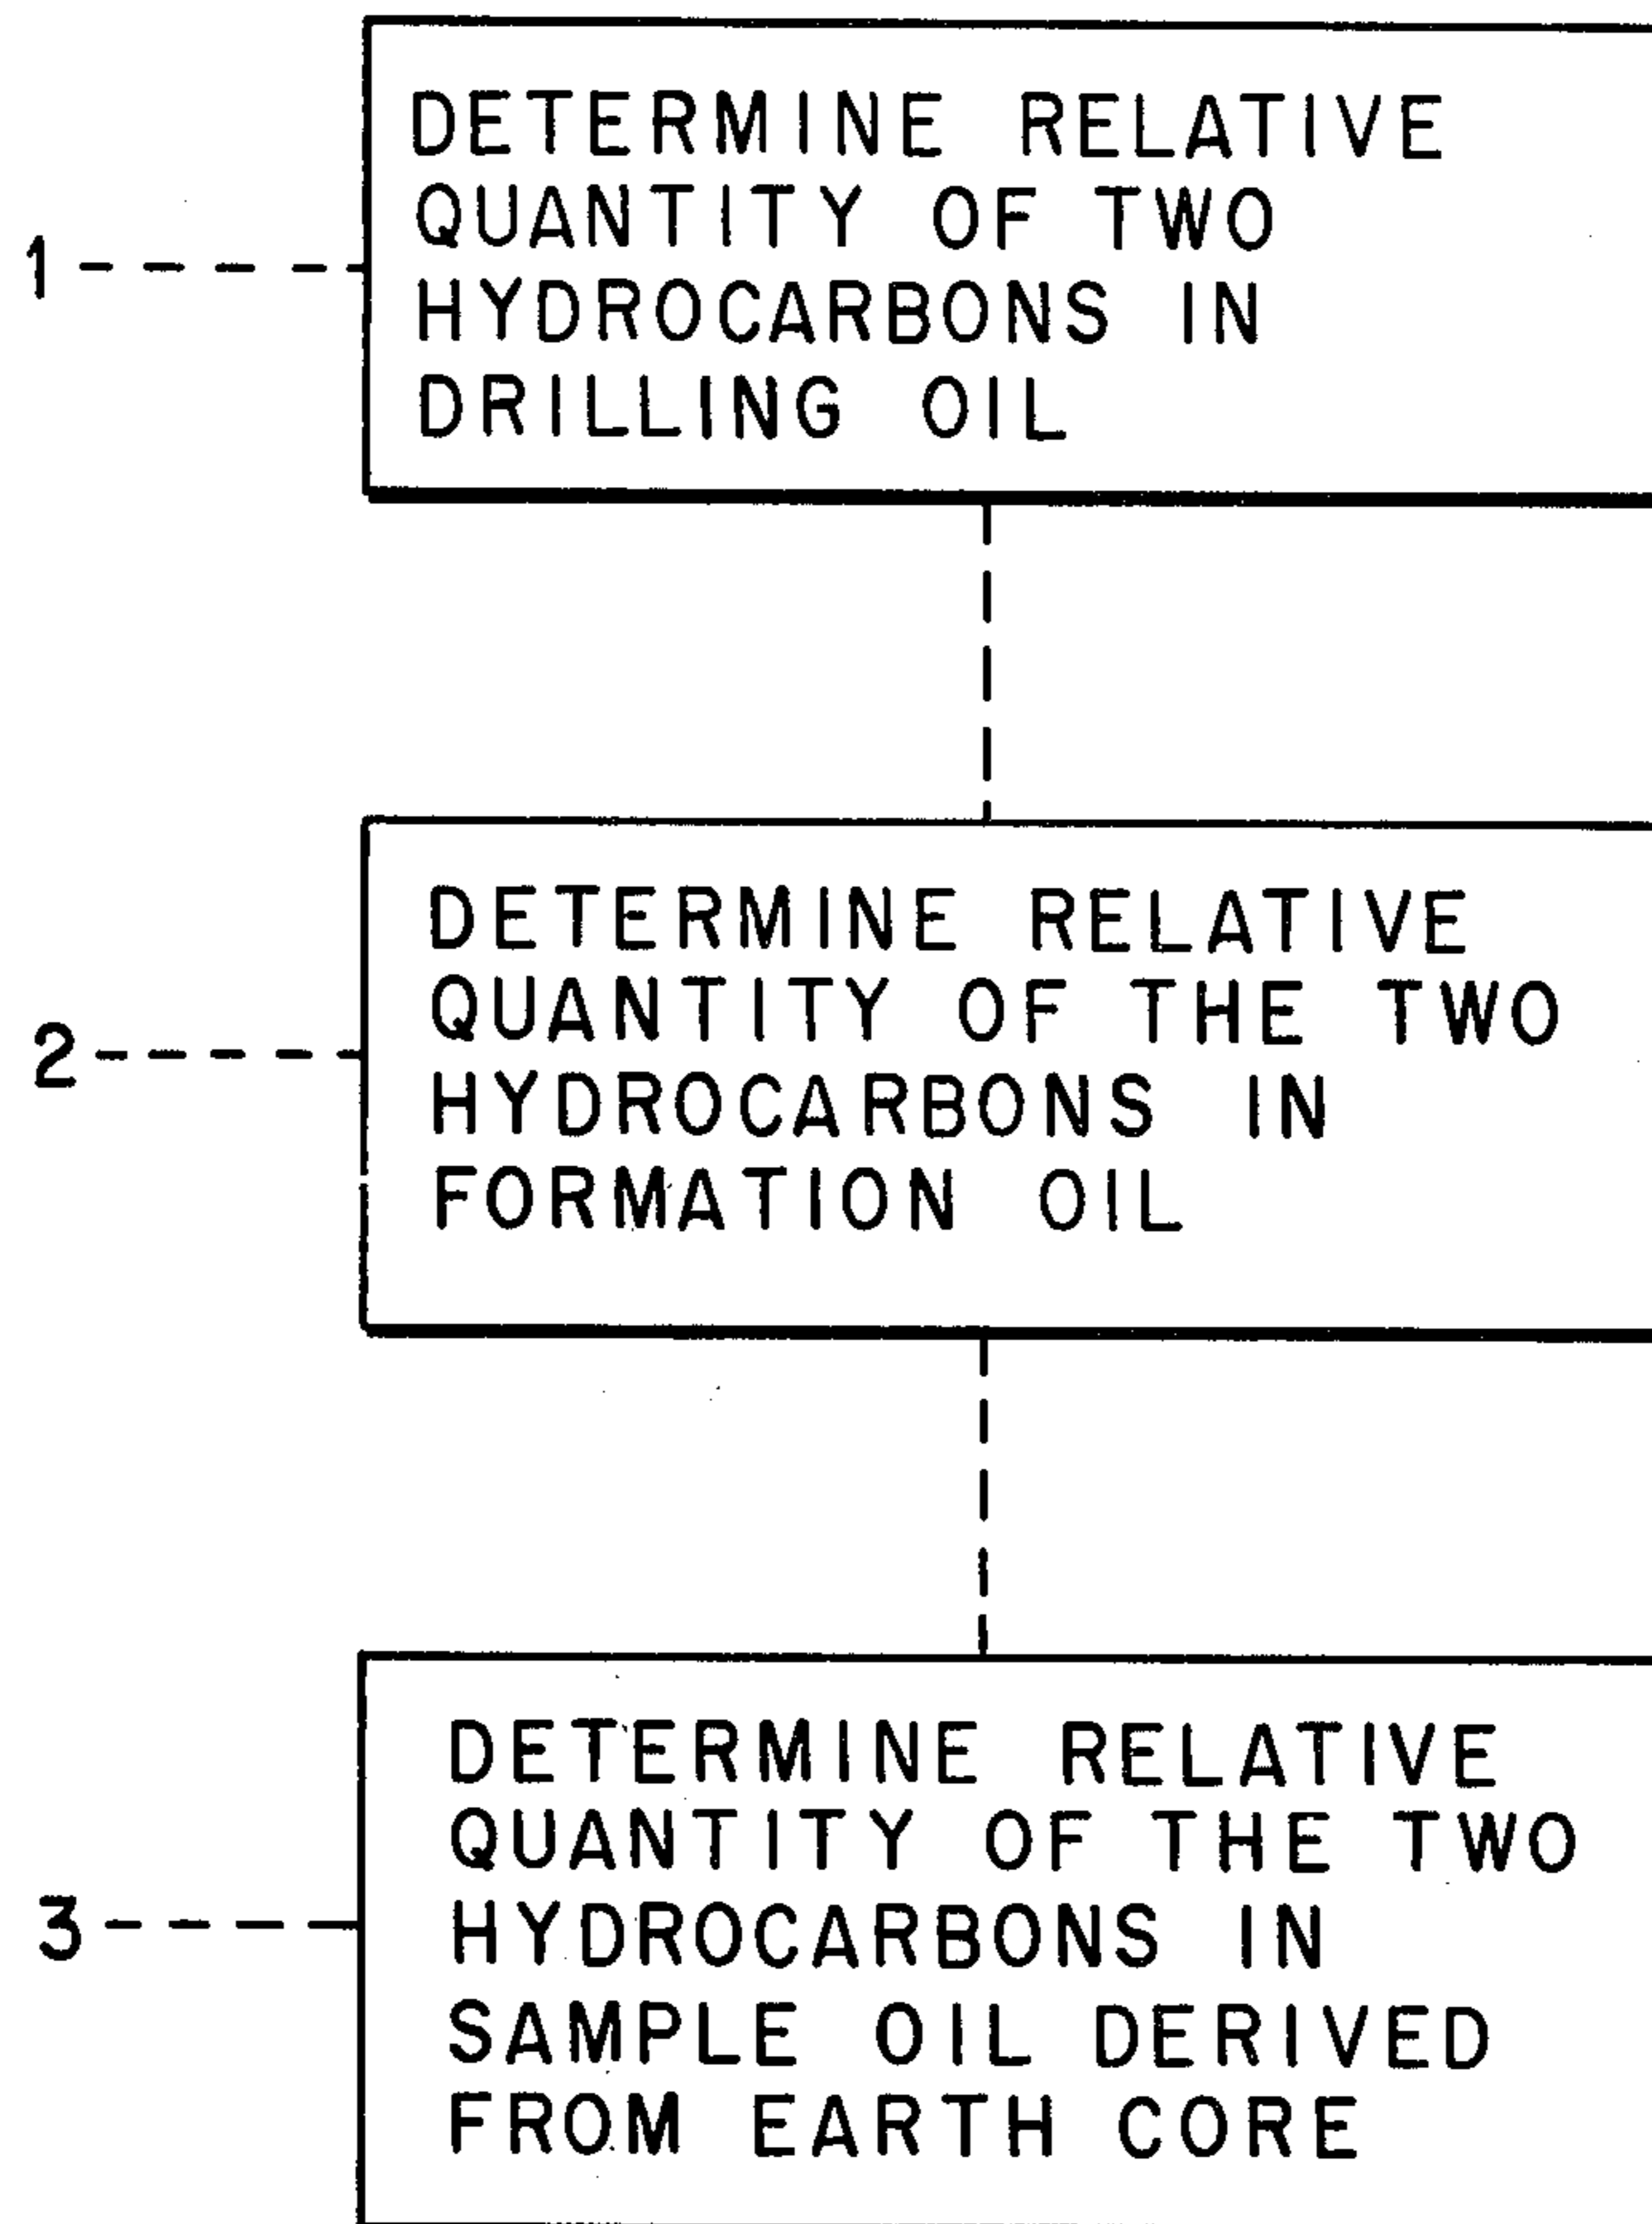 DETERMINE RELATIVE
QUANTITY OF TWO
1 HYDROCARBONS IN
DRILLING OIL
DETERMINE RELATIVE
QUANTITY OF THE TWO
2 HYDROCARBONS IN
FORMATION OIL
DETERMINE RELATIVE
QUANTITY OF THE TWO
3 HYDROCARBONS IN
SAMPLE OIL DERIVED
FROM EARTH CORE